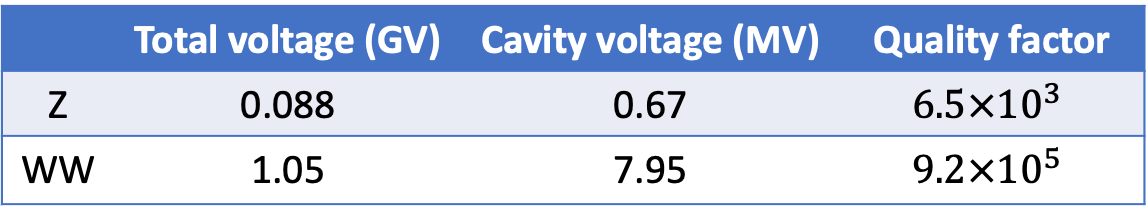 Total voltage (GV) Cavity voltage (MV) Quality factor
Z 0.088 0.67 6.5×10³
WW 1.05 7.95 9.2×10⁵